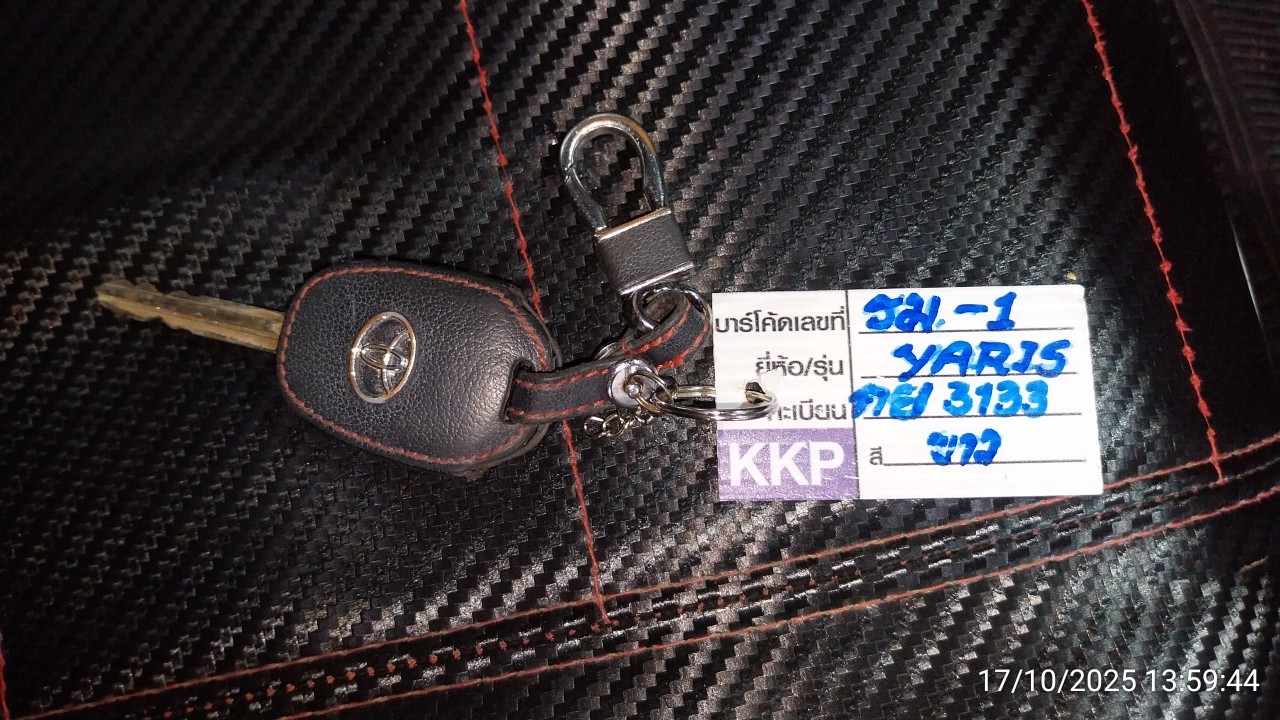 บาร์โค้ดเลขที่ รม.-1
ยี่ห้อ/รุ่น YARIS
ทะเบียน 3133
KKP สี ขาว
17/10/2025 13:59:44